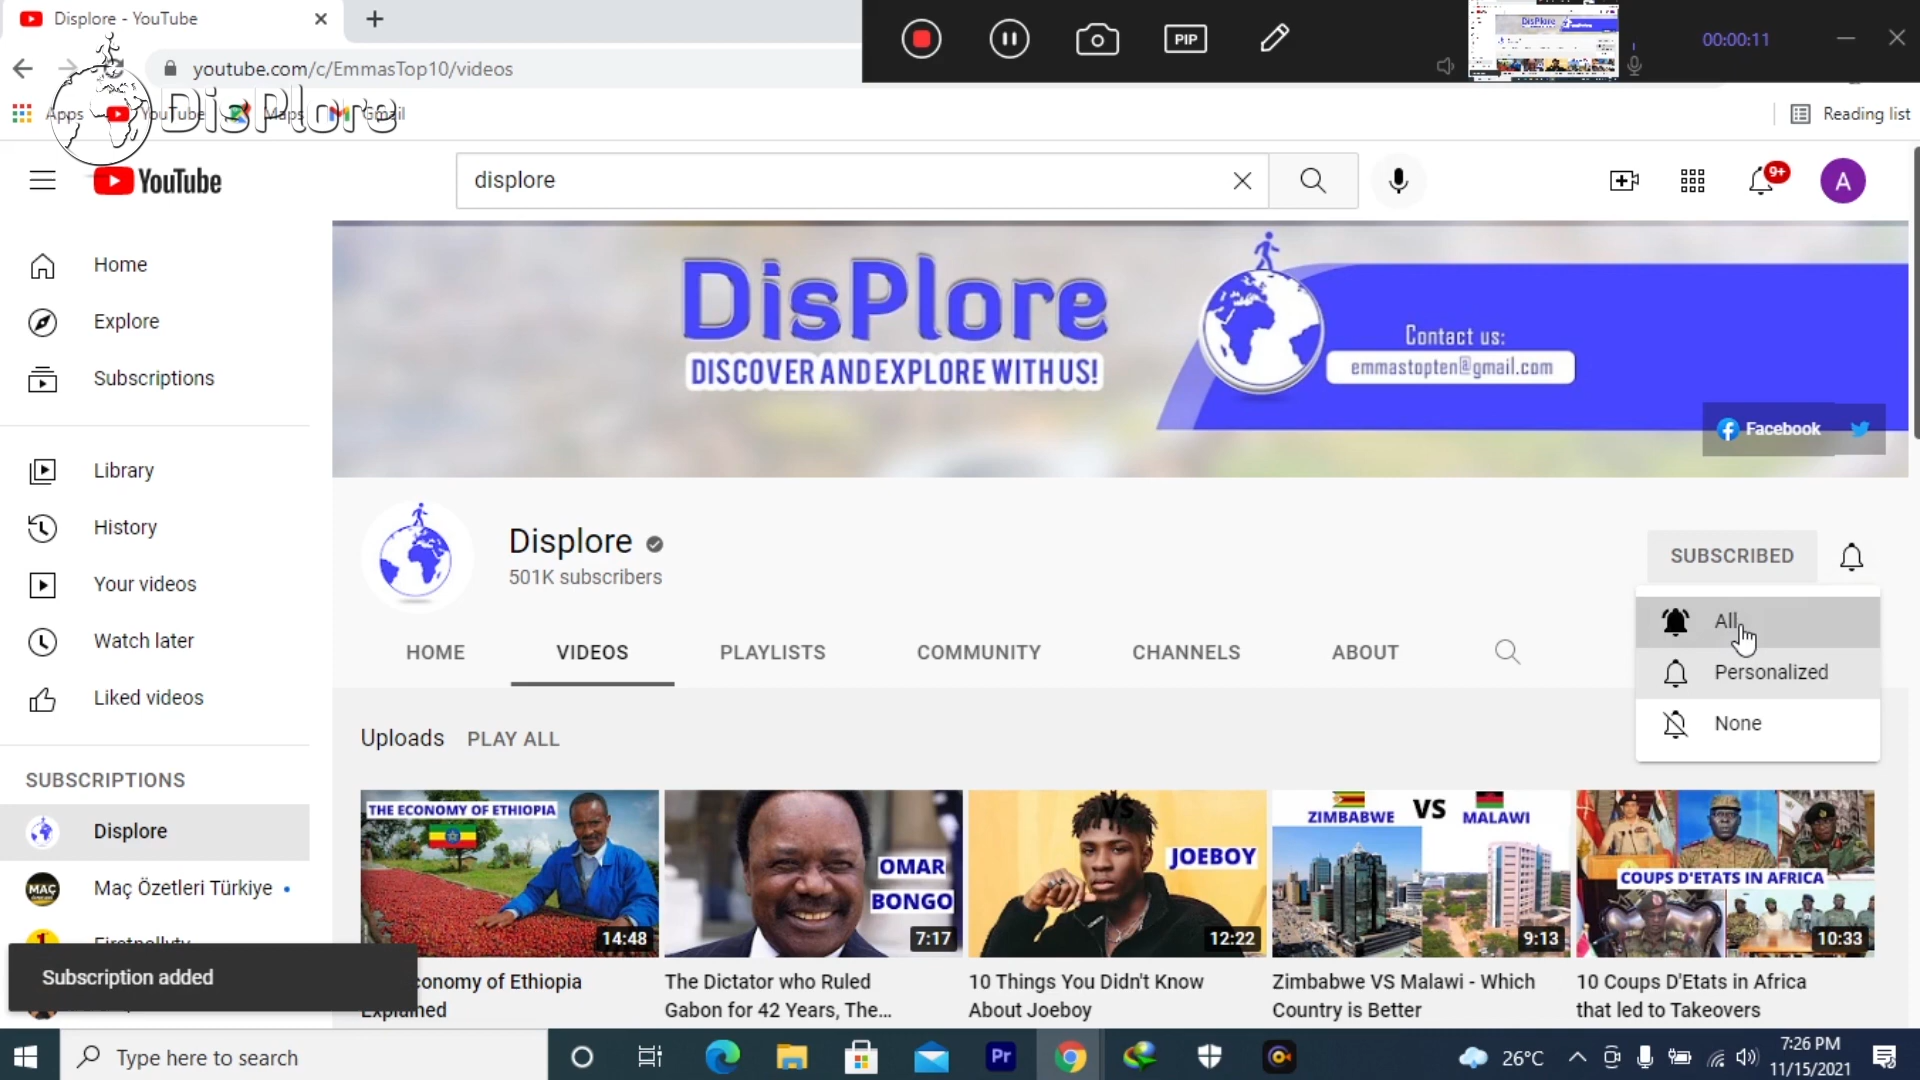 Displore - YouTube
PIP
00:00:11
youtube.com/c/EmmasTop10/videos
DisPlore
Apps
YouTube
Maps
Gmail
Reading list
YouTube
displore
9+
A
Home
Explore
Subscriptions
Library
History
Your videos
Watch later
Liked videos
SUBSCRIPTIONS
Displore
MAÇ
Maç Özetleri Türkiye
Subscription added
DisPlore
DISCOVER AND EXPLORE WITH US!
Contact us:
emmastopten@gmail.com
Facebook
Displore
501K subscribers
SUBSCRIBED
All
Personalized
None
HOME
VIDEOS
PLAYLISTS
COMMUNITY
CHANNELS
ABOUT
Uploads
PLAY ALL
THE ECONOMY OF ETHIOPIA
14:48
conomy of Ethiopia
Explained
OMAR
BONGO
7:17
The Dictator who Ruled
Gabon for 42 Years, The...
VS
JOEBOY
12:22
10 Things You Didn't Know
About Joeboy
ZIMBABWE VS MALAWI
9:13
Zimbabwe VS Malawi - Which
Country is Better
COUPS D'ETATS IN AFRICA
10:33
10 Coups D'Etats in Africa
that led to Takeovers
Type here to search
Pr
26°C
7:26 PM
11/15/2021